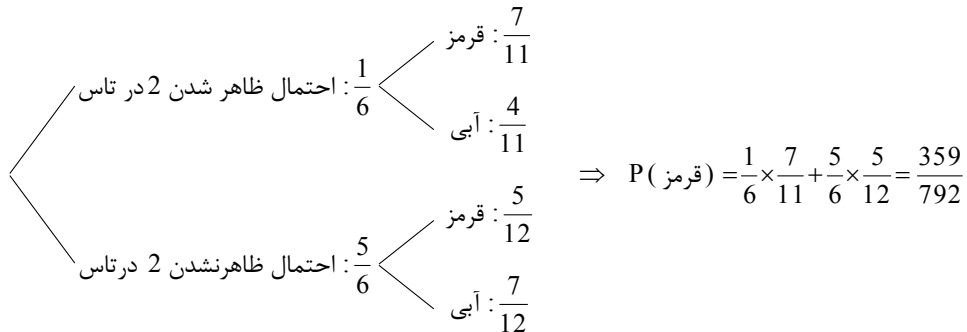 قرمز : 7/11
احتمال ظاهر شدن 2 در تاس : 1/6
آبی : 4/11
⇒ P( قرمز ) = 1/6 × 7/11 + 5/6 × 5/12 = 359/792
قرمز : 5/12
احتمال ظاهرنشدن 2 درتاس : 5/6
آبی : 7/12